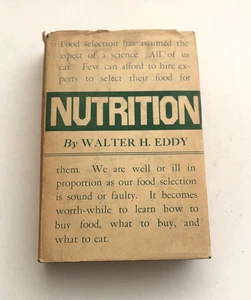 Food selection has assumed the
aspect of a science. All of us
eat. Few can afford to hire ex-
perts to select their food for
NUTRITION
By WALTER H. EDDY
them. We are well or ill in
proportion as our food selection
is sound or faulty. It becomes
worth-while to learn how to
buy food, what to buy, and
what to eat.